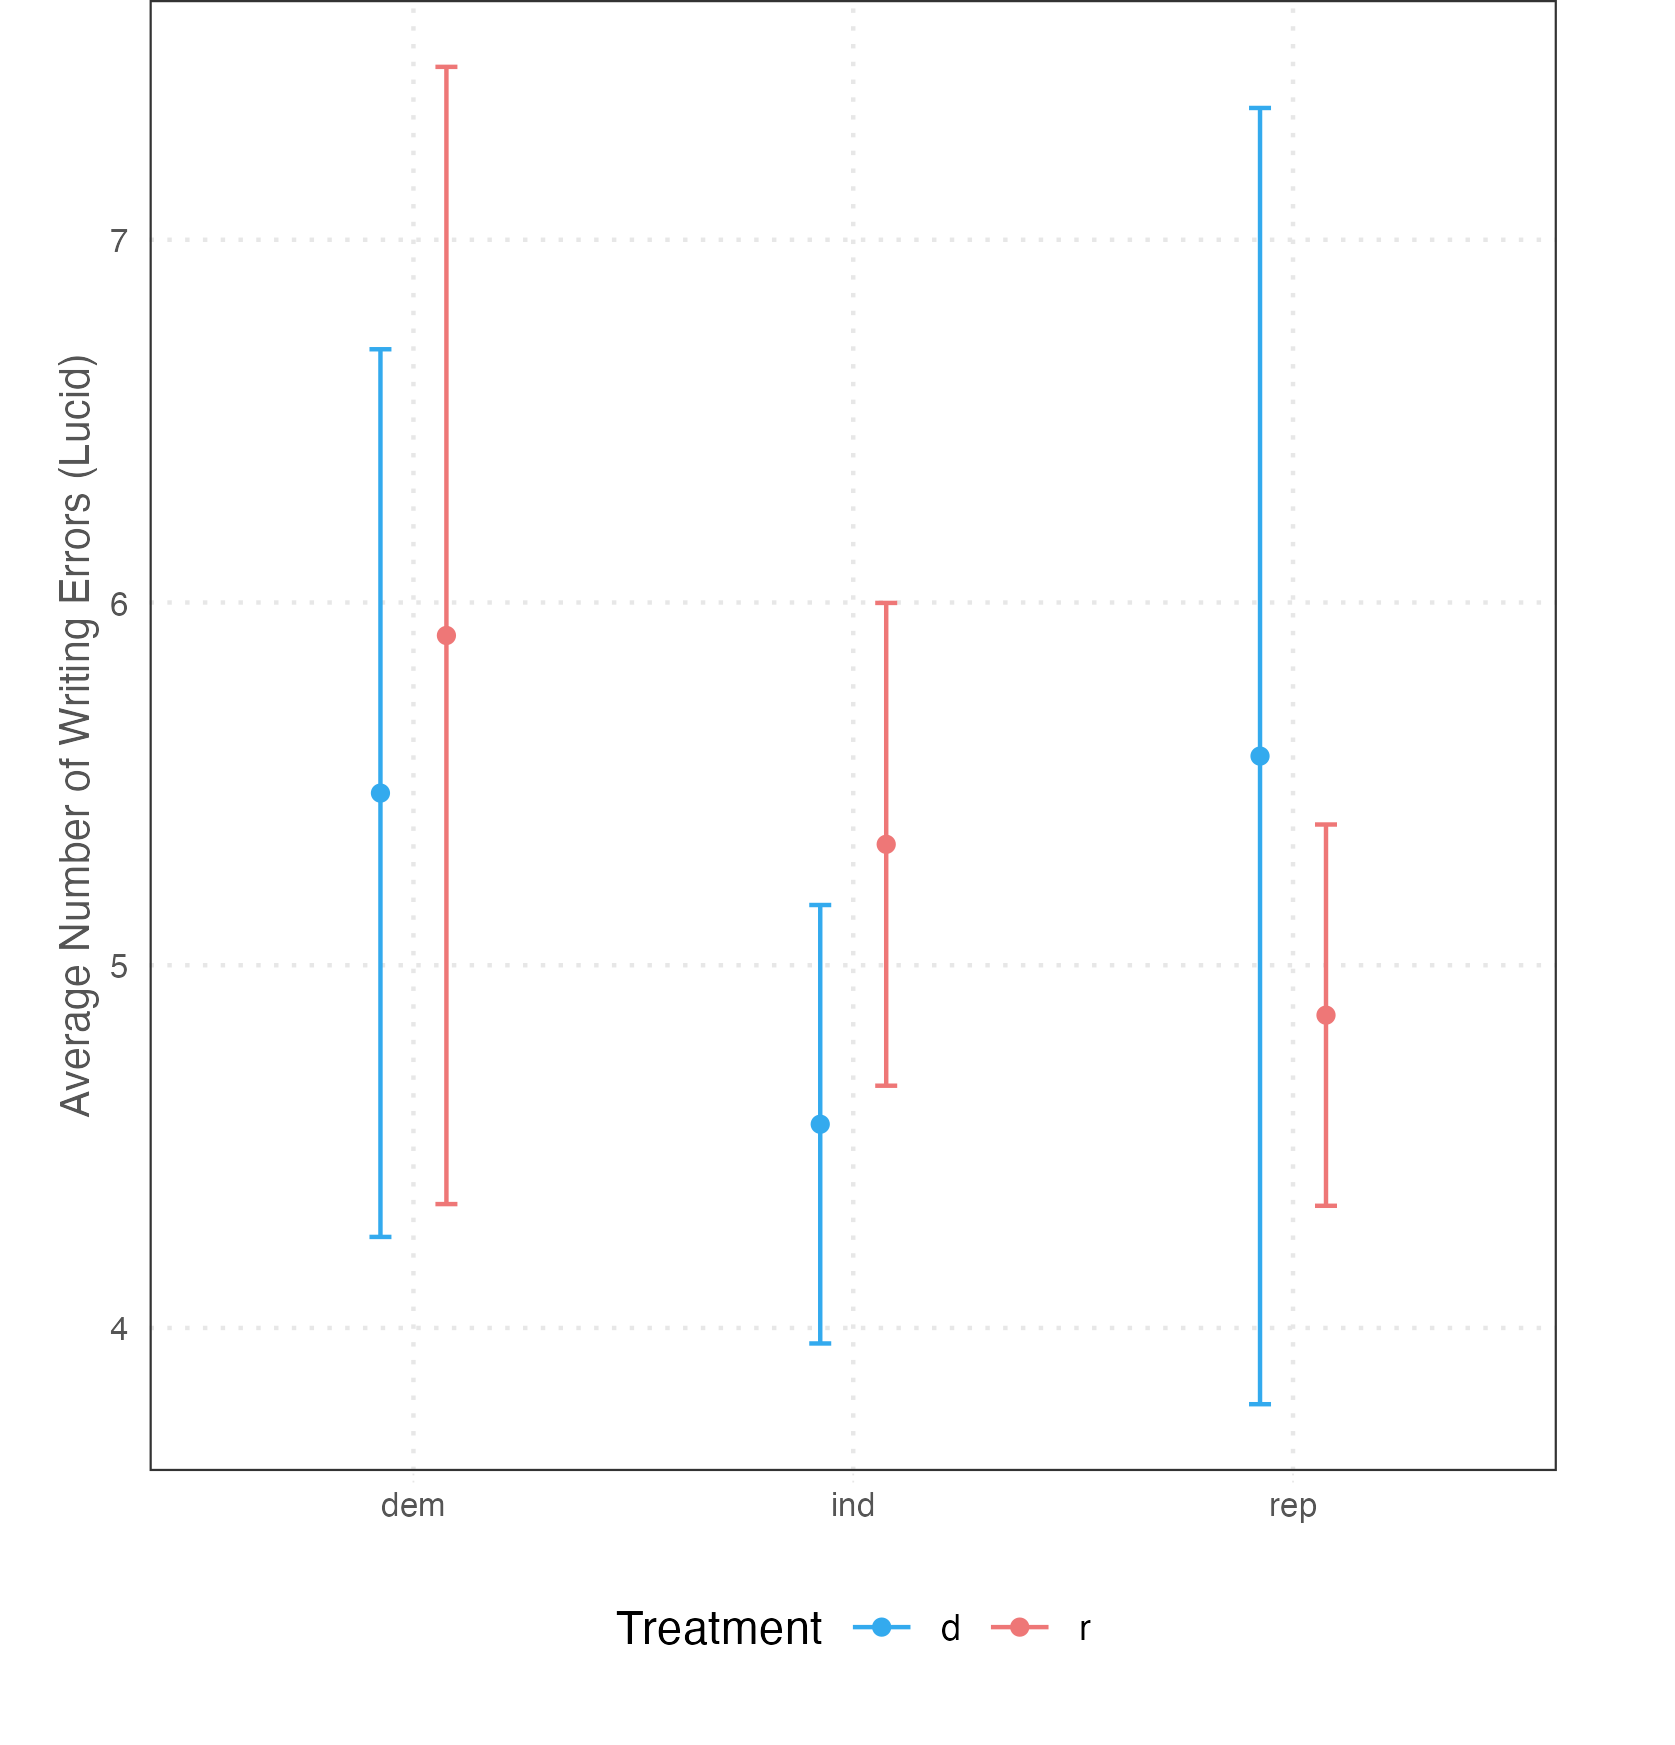 Average Number of Writing Errors (Lucid)
7
6
5
4
dem ind rep
Treatment d r